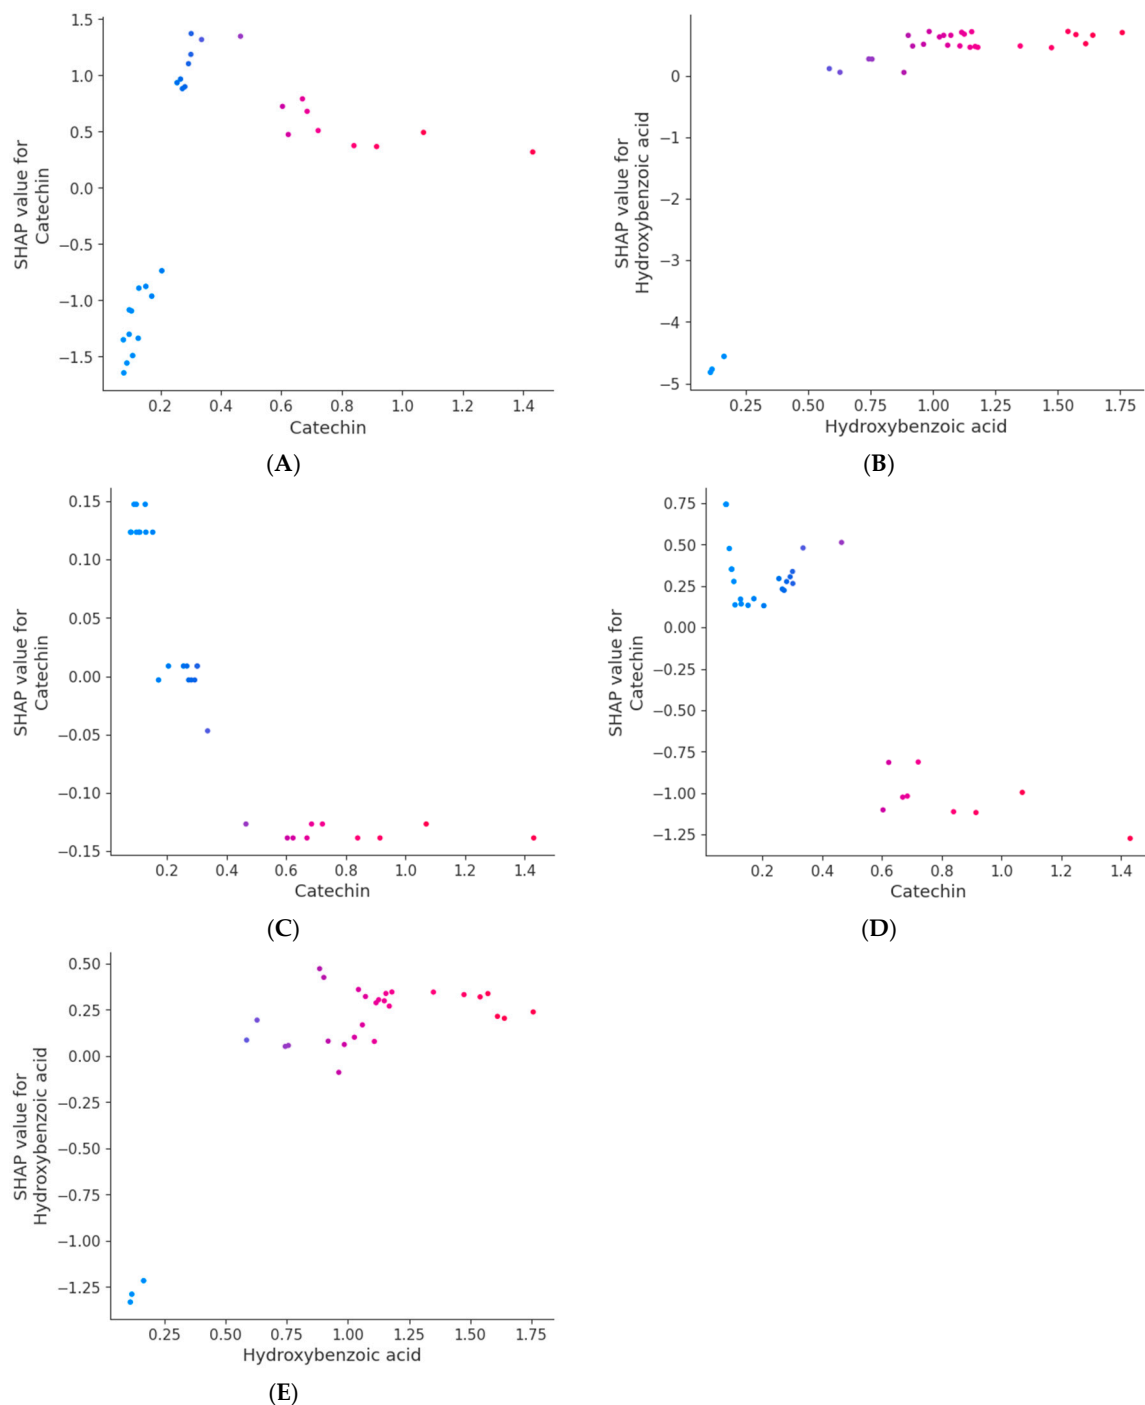 1.5
1.0
0.5
0.0
−0.5
−1.0
−1.5
SHAP value for
Catechin
0.2 0.4 0.6 0.8 1.0 1.2 1.4
Catechin
(A)
0
−1
−2
−3
−4
−5
SHAP value for
Hydroxybenzoic acid
0.25 0.50 0.75 1.00 1.25 1.50 1.75
Hydroxybenzoic acid
(B)
0.15
0.10
0.05
0.00
−0.05
−0.10
−0.15
SHAP value for
Catechin
0.2 0.4 0.6 0.8 1.0 1.2 1.4
Catechin
(C)
0.75
0.50
0.25
0.00
−0.25
−0.50
−0.75
−1.00
−1.25
SHAP value for
Catechin
0.2 0.4 0.6 0.8 1.0 1.2 1.4
Catechin
(D)
0.50
0.25
0.00
−0.25
−0.50
−0.75
−1.00
−1.25
SHAP value for
Hydroxybenzoic acid
0.25 0.50 0.75 1.00 1.25 1.50 1.75
Hydroxybenzoic acid
(E)